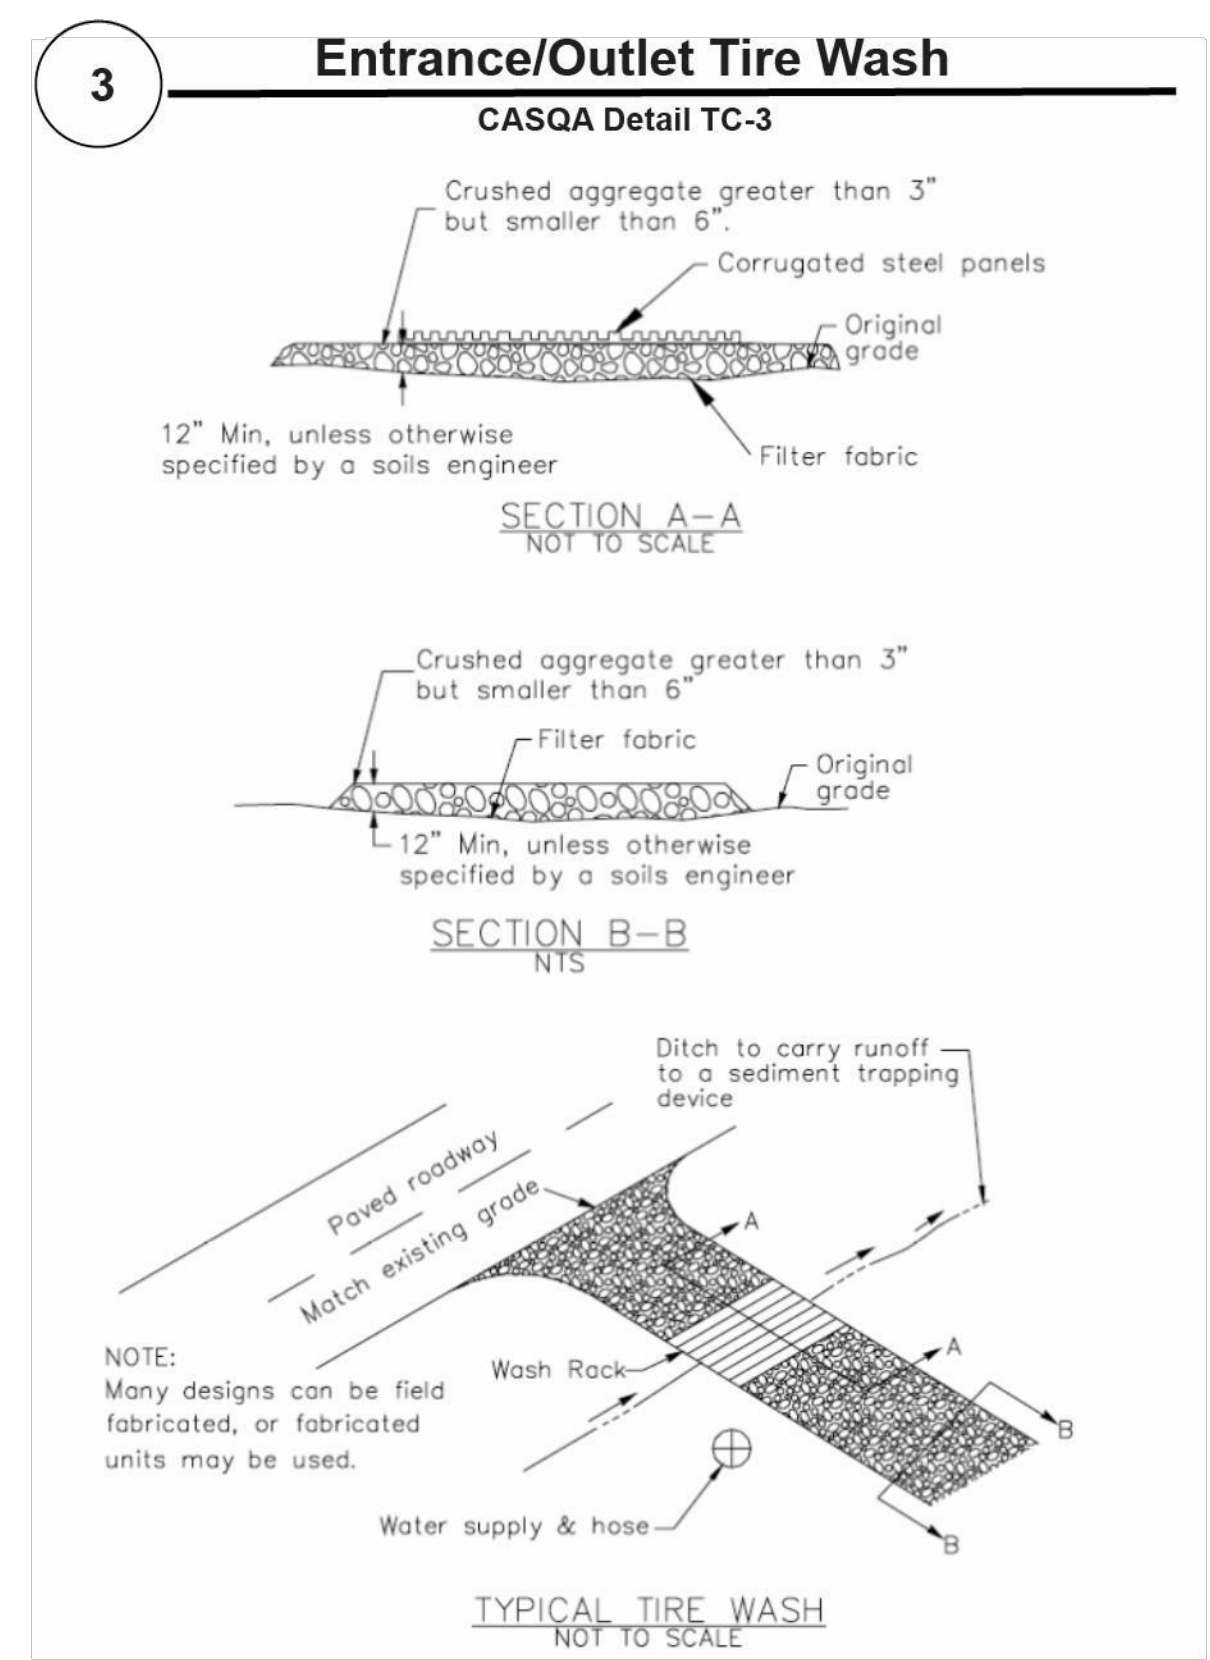 3
Entrance/Outlet Tire Wash
CASQA Detail TC-3
Crushed aggregate greater than 3"
but smaller than 6".
Corrugated steel panels
Original
grade
12" Min, unless otherwise
specified by a soils engineer
Filter fabric
SECTION A-A
NOT TO SCALE
Crushed aggregate greater than 3"
but smaller than 6"
Filter fabric
Original
grade
12" Min, unless otherwise
specified by a soils engineer
SECTION B-B
NTS
Ditch to carry runoff
to a sediment trapping
device
Paved roadway
Match existing grade
A
A
NOTE:
Many designs can be field
fabricated, or fabricated
units may be used.
Wash Rack
B
Water supply & hose
B
TYPICAL TIRE WASH
NOT TO SCALE